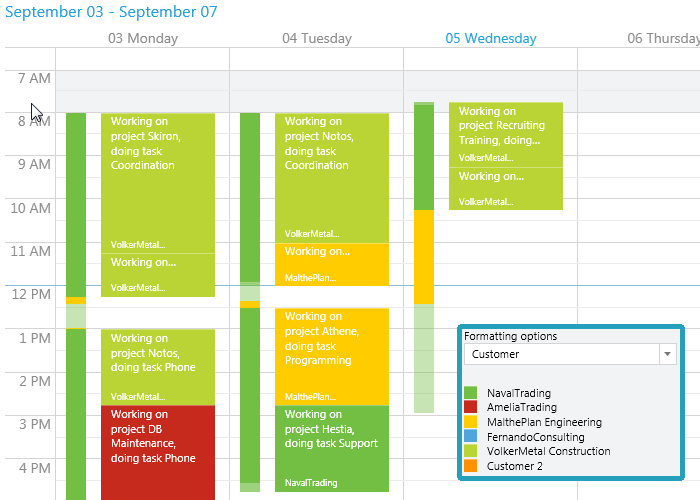 September 03 - September 07
03 Monday
04 Tuesday
05 Wednesday
06 Thursday
7 AM
8 AM
9 AM
10 AM
11 AM
12 PM
1 PM
2 PM
3 PM
4 PM
Working on
project Skiron,
doing task
Coordination
VolkerMetal...
Working on...
VolkerMetal...
Working on
project Notos,
doing task Phone
VolkerMetal...
Working on
project DB
Maintenance,
doing task Phone
Working on
project Notos,
doing task
Coordination
VolkerMetal...
Working on...
MalthePlan...
Working on
project Athene,
doing task
Programming
MalthePlan...
Working on
project Hestia,
doing task Support
NavalTrading
Working on
project Recruiting
Training, doing...
VolkerMetal...
Working on...
VolkerMetal...
Formatting options
Customer
NavalTrading
AmeliaTrading
MalthePlan Engineering
FernandoConsulting
VolkerMetal Construction
Customer 2